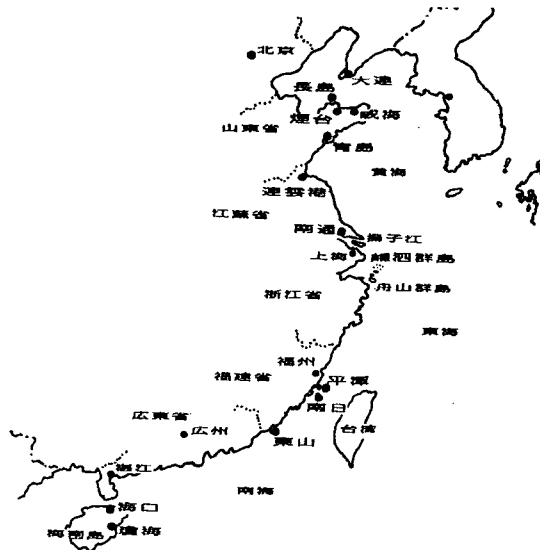 北京
大連
長島
煙台
威海
山東省
青島
黄海
連雲港
江蘇省
南通
揚子江
上海
嵊泗群島
舟山群島
浙江省
東海
福州
福建省
平潭
南日
広東省
広州
東山
台湾
湛江
南海
海口
海南島
瓊海